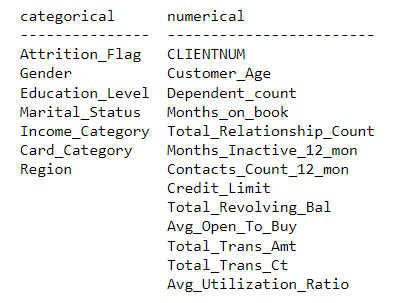 categorical numerical
--------------- -------------------------
Attrition_Flag CLIENTNUM
Gender Customer_Age
Education_Level Dependent_count
Marital_Status Months_on_book
Income_Category Total_Relationship_Count
Card_Category Months_Inactive_12_mon
Region Contacts_Count_12_mon
Credit_Limit
Total_Revolving_Bal
Avg_Open_To_Buy
Total_Trans_Amt
Total_Trans_Ct
Avg_Utilization_Ratio